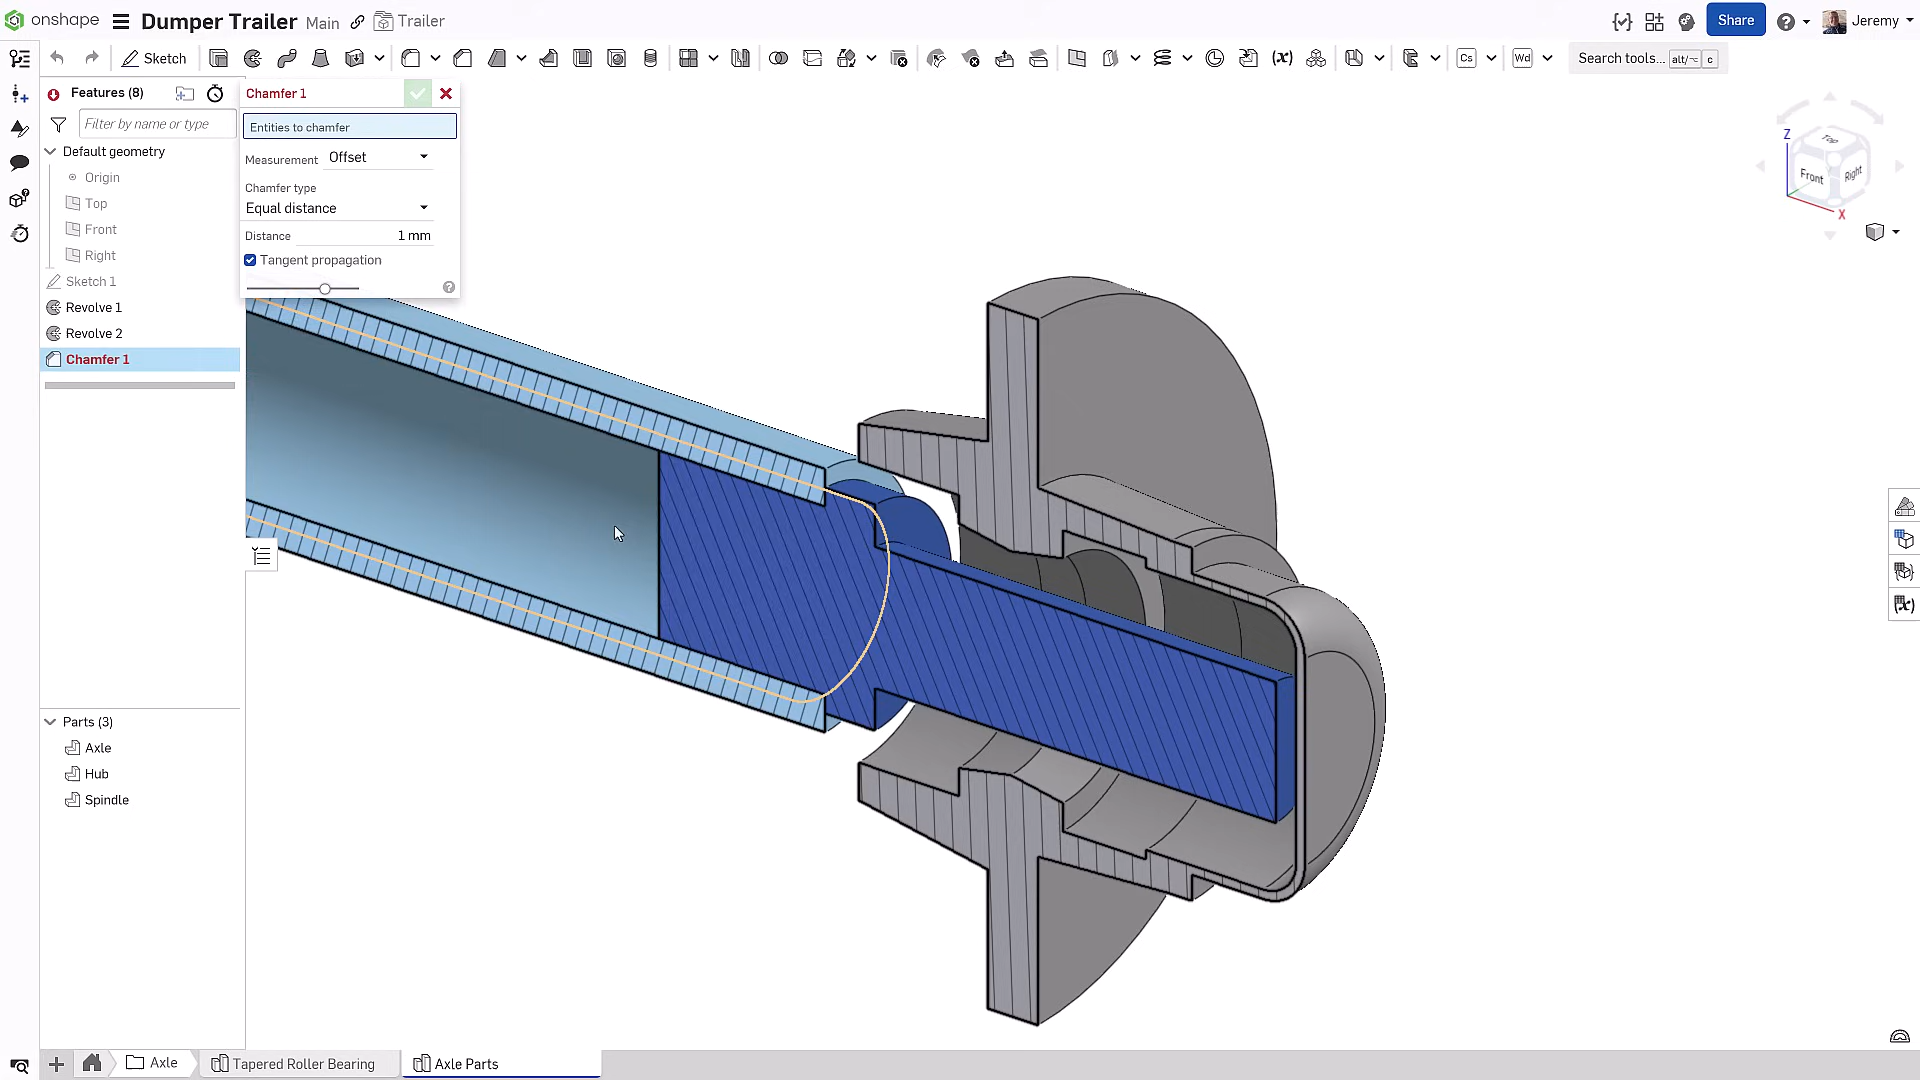 onshape Dumper Trailer Main Trailer Share Jeremy
Sketch (x) Cs Wd Search tools... alt/⌥ c
Features (8)
Filter by name or type
Default geometry
Origin
Top
Front
Right
Sketch 1
Revolve 1
Revolve 2
Chamfer 1
Chamfer 1
Entities to chamfer
Measurement Offset
Chamfer type
Equal distance
Distance 1 mm
Tangent propagation
Z
Top
Front
Right
X
(x)
Parts (3)
Axle
Hub
Spindle
Axle Tapered Roller Bearing Axle Parts